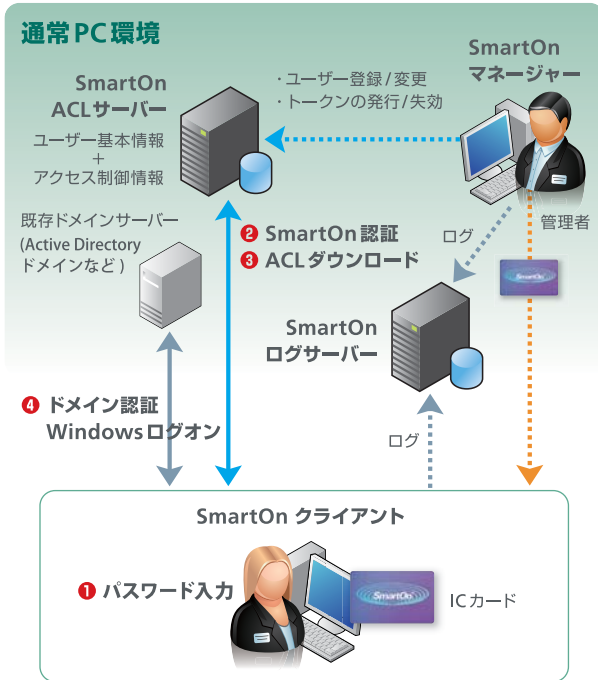 通常PC環境
SmartOn
マネージャー
SmartOn
ACLサーバー
・ユーザー登録/変更
・トークンの発行/失効
ユーザー基本情報
+
アクセス制御情報
管理者
既存ドメインサーバー
(Active Directory
ドメインなど)
❷ SmartOn認証
❸ ACLダウンロード
ログ
SmartOn
SmartOn
ログサーバー
❹ ドメイン認証
Windowsログオン
ログ
SmartOn クライアント
❶ パスワード入力
SmartOn
ICカード